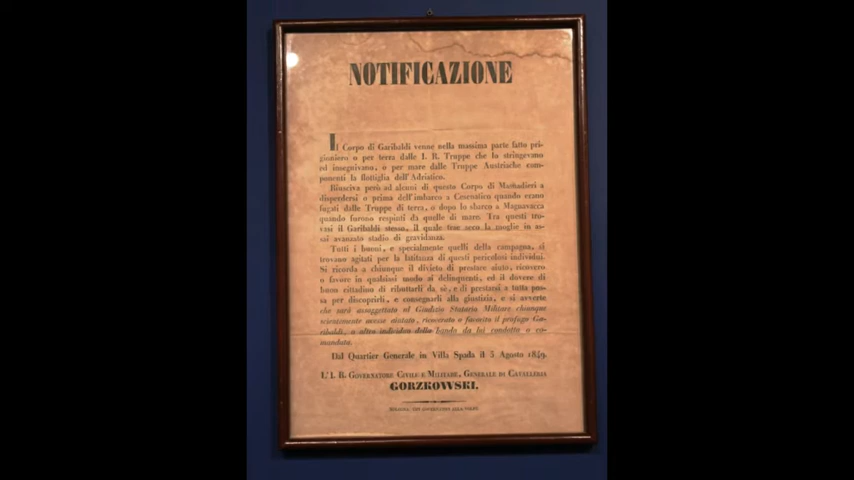 NOTIFICAZIONE
Il Corpo di Garibaldi venne nella massima parte fatto pri-
gioniero o per terra dalle I. R. Truppe che lo stringevano
ed inseguivano, o per mare dalle Truppe Austriache com-
ponenti la flottiglia dell'Adriatico.
Riusciva però ad alcuni di questo Corpo di Masnadieri a
disperdersi o prima dell'imbarco a Cesenatico quando erano
fugati dalle Truppe di terra, o dopo lo sbarco a Magnavacca
quando furono respinti da quelle di mare. Tra questi tro-
vasi il Garibaldi stesso, il quale trae seco la moglie in as-
sai avanzato stadio di gravidanza.
Tutti i buoni, e specialmente quelli della campagna, si
trovano agitati per la latitanza di questi pericolosi individui.
Si ricorda a chiunque il divieto di prestare aiuto, ricovero
o favore in qualsiasi modo ai delinquenti, ed il dovere di
buon cittadino di ributtarli da sè, e di prestarsi a tutta pos-
sa per discoprirli, e consegnarli alla giustizia, e si avverte
che sarà assoggettato al Giudizio Statario Militare chiunque
scientemente avesse aiutato, ricoverato o favorito il profugo Ga-
ribaldi, o altro individuo della banda da lui condotta o co-
mandata.
Dal Quartier Generale in Villa Spada il 5 Agosto 1849.
L'I. R. Governatore Civile e Militare, Generale di Cavalleria
GORZKOWSKI.